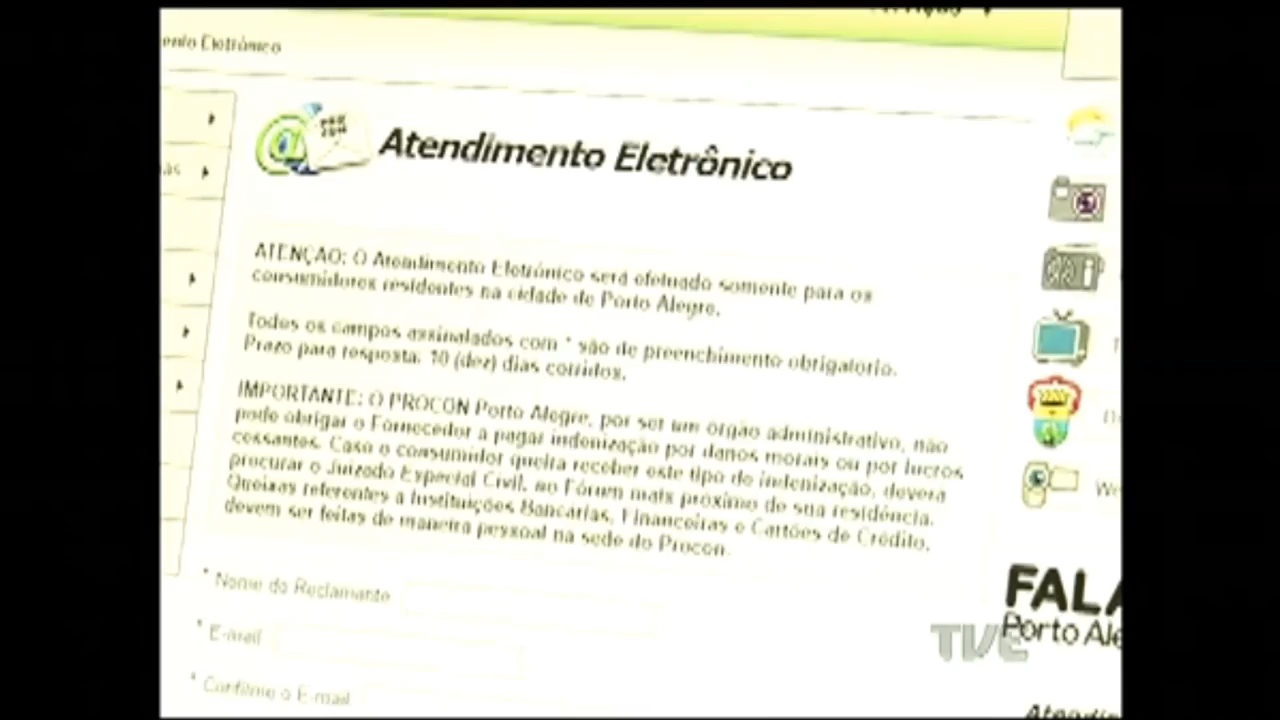 ento Eletrônico
Atendimento Eletrônico
ATENÇÃO: O Atendimento Eletrônico será efetuado somente para os
consumidores residentes na cidade de Porto Alegre.
Todos os campos assinalados com * são de preenchimento obrigatório.
Prazo para resposta: 10 (dez) dias corridos.
IMPORTANTE: O PROCON Porto Alegre, por ser um órgão administrativo, não
pode obrigar o Fornecedor a pagar indenização por danos morais ou por lucros
cessantes. Caso o consumidor queira receber este tipo de indenização, deverá
procurar o Juizado Especial Civil, no Fórum mais próximo de sua residência.
Queixas referentes a Instituições Bancárias, Financeiras e Cartões de Crédito,
devem ser feitas de maneira pessoal na sede do Procon.
* Nome do Reclamante
* E-mail
* Confirme o E-mail
FALA
Porto Ale
TVE